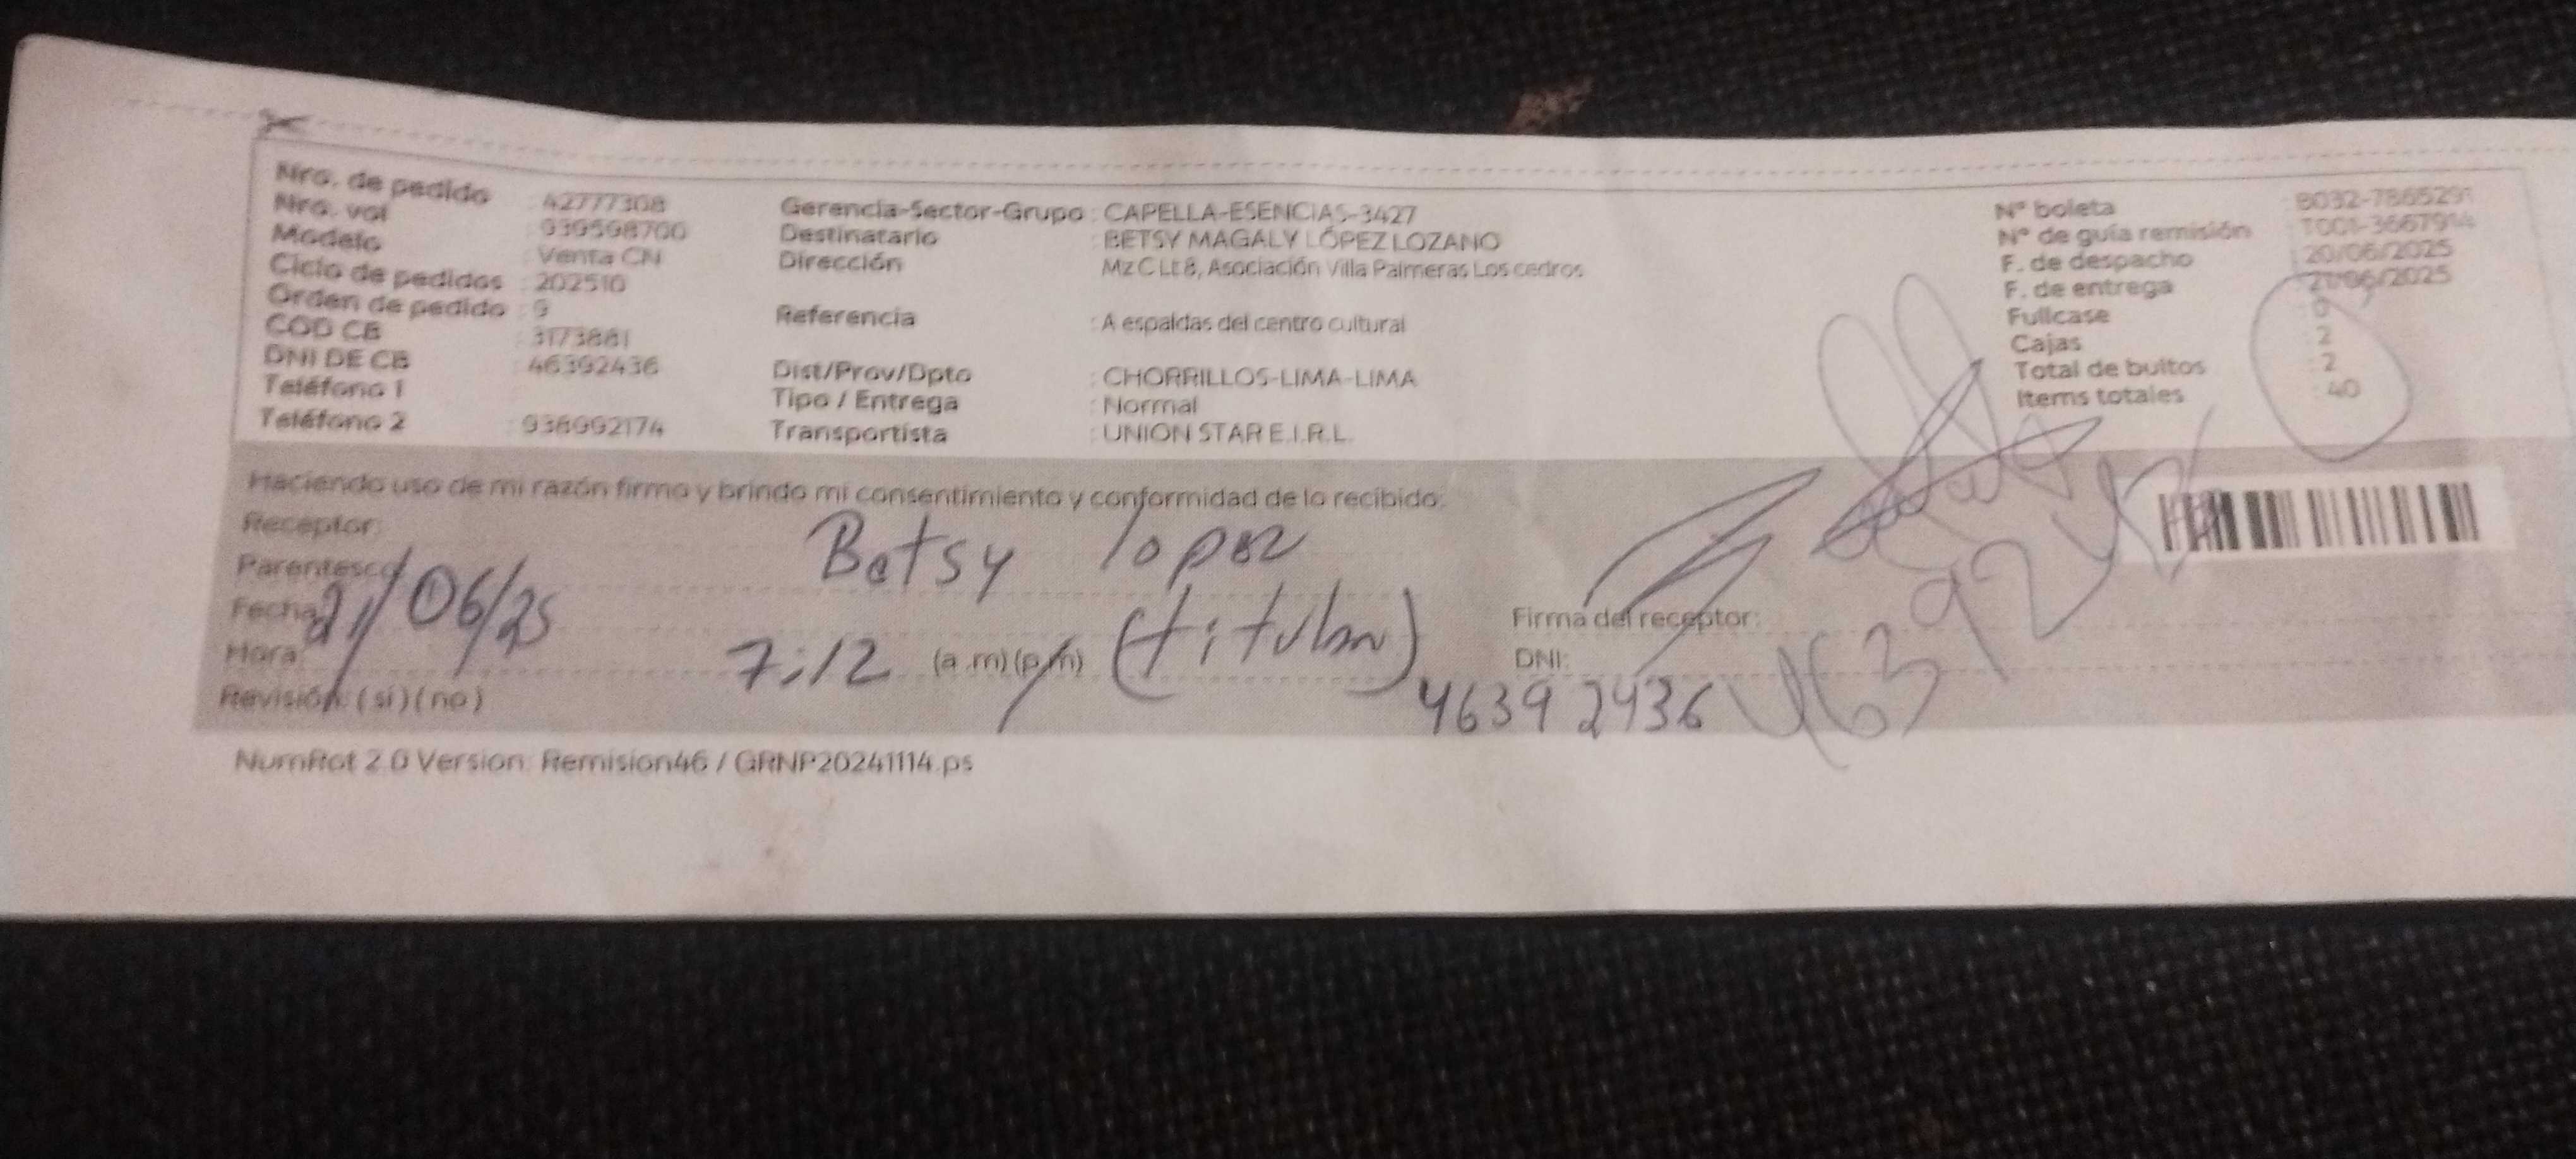 Nro. de pedido : 42777308
Nro. vol : 939598700
Modelo : Venta CN
Ciclo de pedidos : 202510
Orden de pedido : 9
COD CB : 3173881
DNI DE CB : 46392436
Teléfono 1
Teléfono 2 : 936992174
Gerencia-Sector-Grupo : CAPELLA-ESENCIAS-3427
Destinatario : BETSY MAGALY LÓPEZ LOZANO
Dirección : Mz C Lt 8, Asociación Villa Palmeras Los cedros
Referencia : A espaldas del centro cultural
Dist/Prov/Dpto : CHORRILLOS-LIMA-LIMA
Tipo / Entrega : Normal
Transportista : UNION STAR E.I.R.L.
Nº boleta : B032-7865291
Nº de guía remisión : T001-3667914
F. de despacho : 20/06/2025
F. de entrega : 21/06/2025
Fullcase : 0
Cajas : 2
Total de bultos : 2
Items totales : 40
Haciendo uso de mi razón firmo y brindo mi consentimiento y conformidad de lo recibido:
Receptor: Betsy lopez
Parentesco
Fecha: 21/06/25 (titular)
Hora: 7:12 (a.m) (p.m)
Revisión: (si) (no)
Firma del receptor:
DNI: 46392436
NumRot 2.0 Version: Remision46 / GRNP20241114.ps